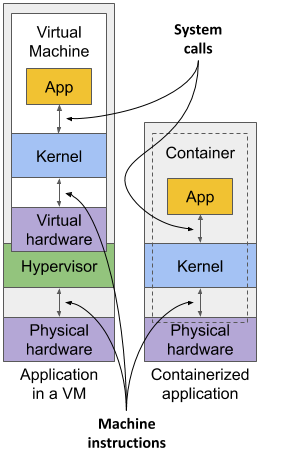 Virtual
Machine
App
Kernel
Virtual
hardware
Hypervisor
Physical
hardware
Application
in a VM
System
calls
Container
App
Kernel
Physical
hardware
Containerized
application
Machine
instructions